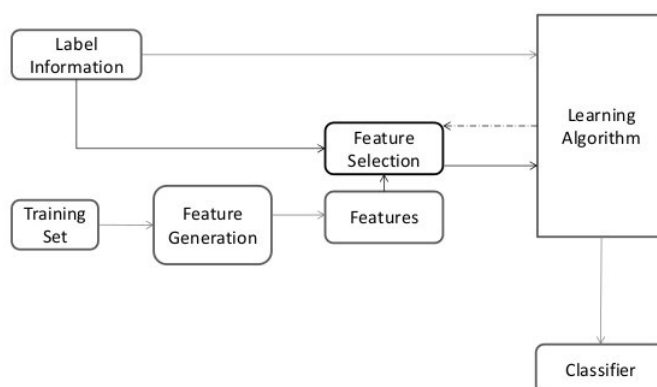 Label
Information
Learning
Algorithm
Feature
Selection
Training
Set
Feature
Generation
Features
Classifier